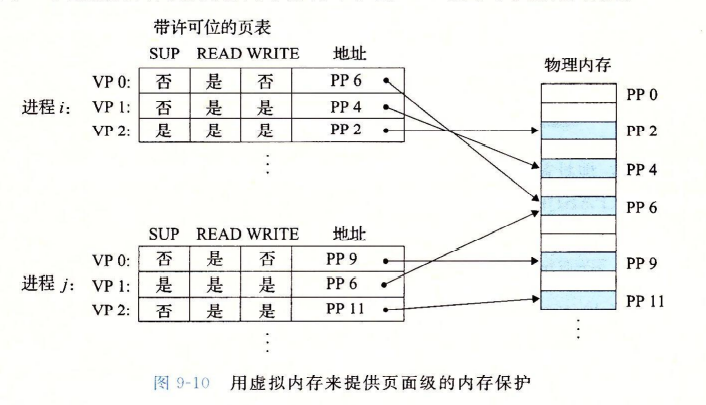 带许可位的页表
SUP READ WRITE 地址
物理内存
进程 i:
VP 0: 否 是 否 PP 6
VP 1: 否 是 是 PP 4
VP 2: 是 是 是 PP 2
⋮
PP 0
PP 2
PP 4
PP 6
PP 9
PP 11
⋮
SUP READ WRITE 地址
进程 j:
VP 0: 否 是 否 PP 9
VP 1: 是 是 是 PP 6
VP 2: 否 是 是 PP 11
⋮
图 9-10 用虚拟内存来提供页面级的内存保护